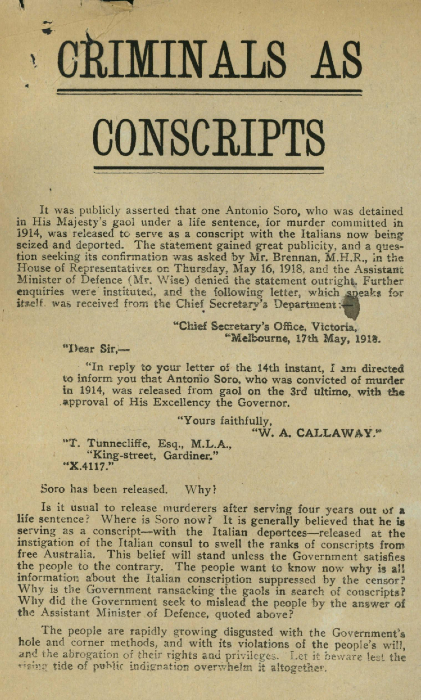 CRIMINALS AS
CONSCRIPTS
It was publicly asserted that one Antonio Soro, who was detained
in His Majesty's gaol under a life sentence, for murder committed in
1914, was released to serve as a conscript with the Italians now being
seized and deported. The statement gained great publicity, and a ques-
tion seeking its confirmation was asked by Mr. Brennan, M.H.R., in the
House of Representatives on Thursday, May 16, 1918, and the Assistant
Minister of Defence (Mr. Wise) denied the statement outright. Further
enquiries were instituted, and the following letter, which speaks for
itself was received from the Chief Secretary's Department:—
"Chief Secretary's Office, Victoria,
"Melbourne, 17th May, 1918.
"Dear Sir,—
"In reply to your letter of the 14th instant, I am directed
to inform you that Antonio Soro, who was convicted of murder
in 1914, was released from gaol on the 3rd ultimo, with the
approval of His Excellency the Governor.
"Yours faithfully,
"W. A. CALLAWAY."
"T. Tunnecliffe, Esq., M.L.A.,
"King-street, Gardiner."
"X.4117."
Soro has been released. Why?
Is it usual to release murderers after serving four years out of a
life sentence? Where is Soro now? It is generally believed that he is
serving as a conscript—with the Italian deportees—released at the
instigation of the Italian consul to swell the ranks of conscripts from
free Australia. This belief will stand unless the Government satisfies
the people to the contrary. The people want to know now why is all
information about the Italian conscription suppressed by the censor?
Why is the Government ransacking the gaols in search of conscripts?
Why did the Government seek to mislead the people by the answer of
the Assistant Minister of Defence, quoted above?
The people are rapidly growing disgusted with the Government's
hole and corner methods, and with its violations of the people's will,
and the abrogation of their rights and privileges. Let it beware lest the
rising tide of public indignation overwhelm it altogether.